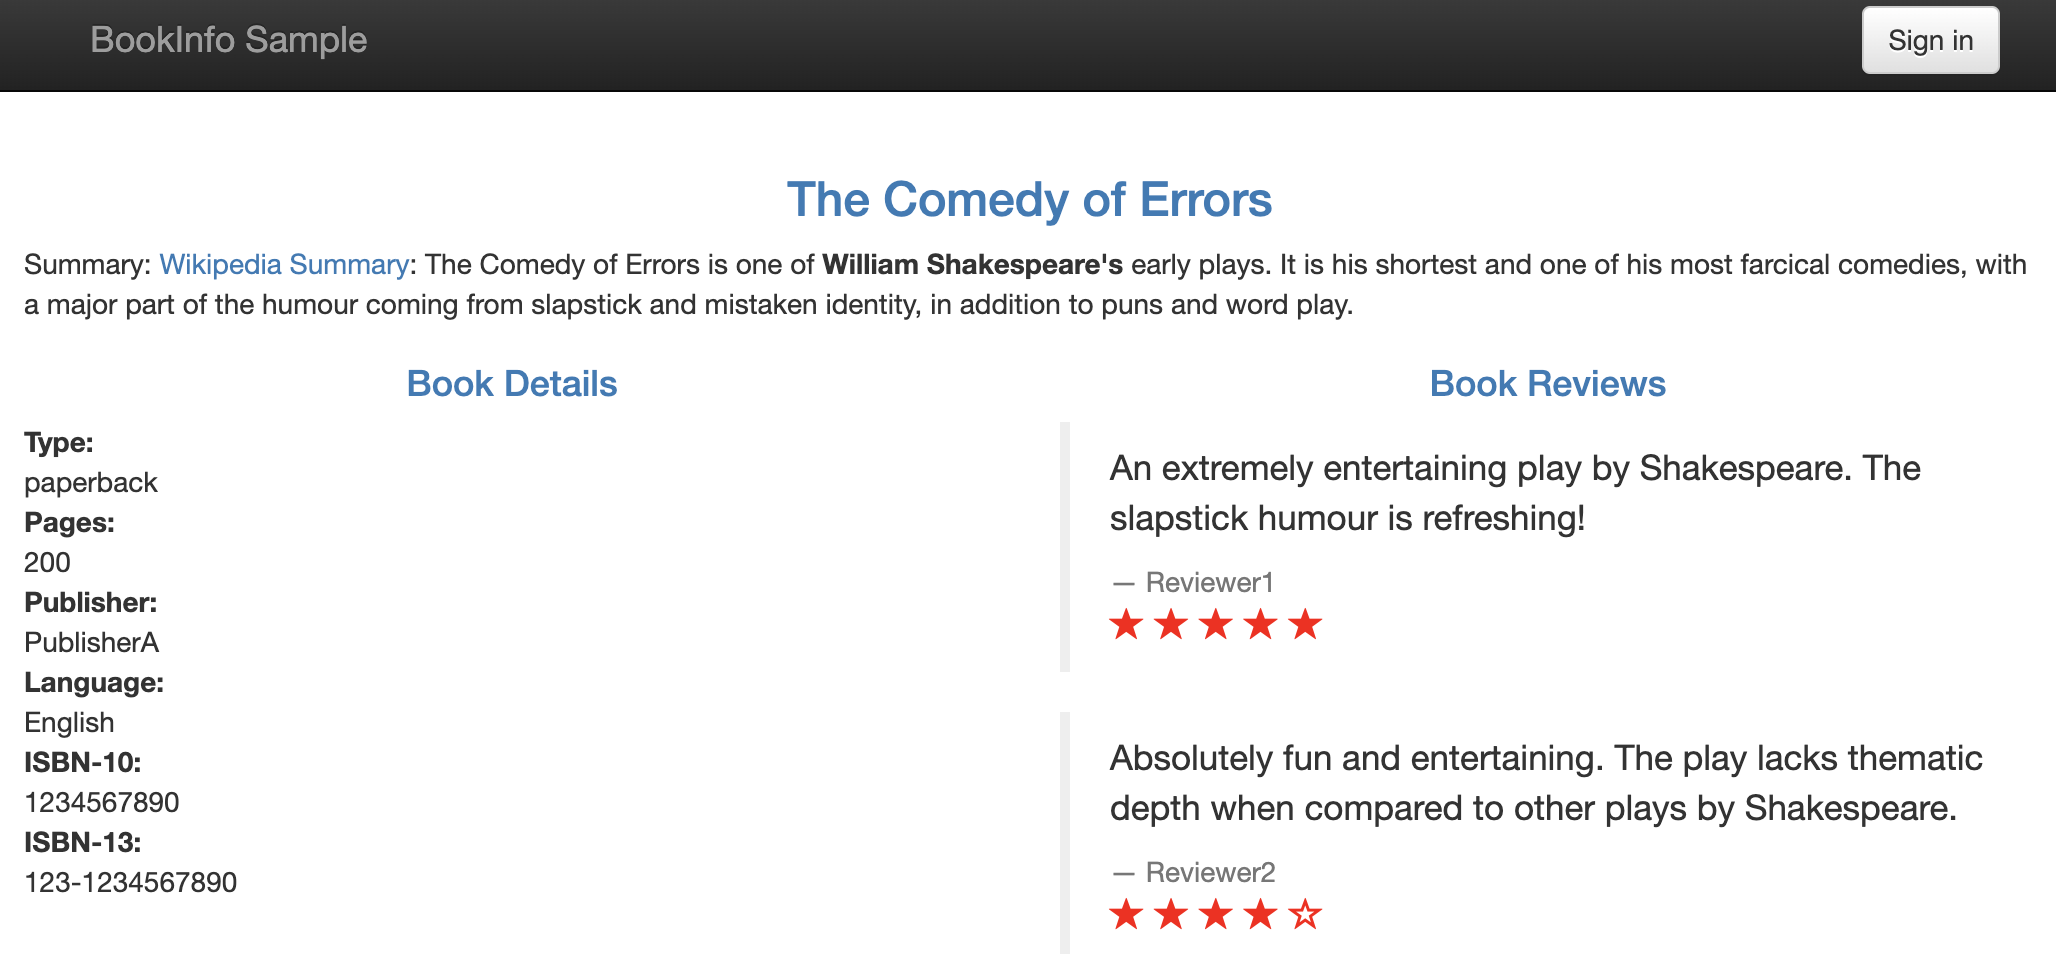 BookInfo Sample
Sign in
The Comedy of Errors
Summary: Wikipedia Summary: The Comedy of Errors is one of William Shakespeare's early plays. It is his shortest and one of his most farcical comedies, with
a major part of the humour coming from slapstick and mistaken identity, in addition to puns and word play.
Book Details
Type:
paperback
Pages:
200
Publisher:
PublisherA
Language:
English
ISBN-10:
1234567890
ISBN-13:
123-1234567890
Book Reviews
An extremely entertaining play by Shakespeare. The
slapstick humour is refreshing!
— Reviewer1
Absolutely fun and entertaining. The play lacks thematic
depth when compared to other plays by Shakespeare.
— Reviewer2